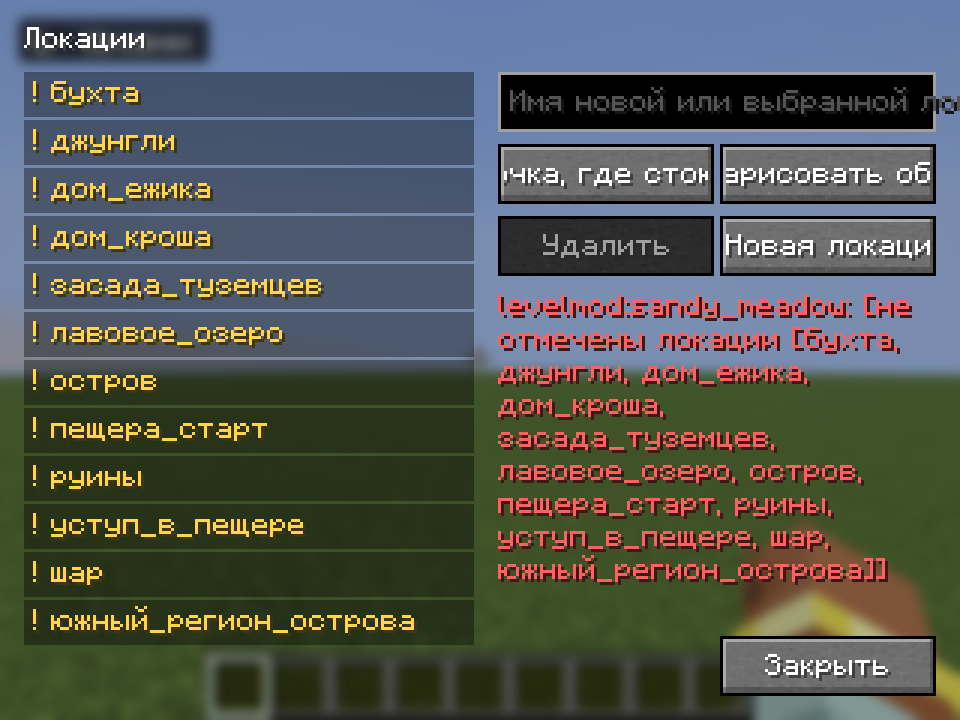 Локации
! бухта
! джунгли
! дом_ежика
! дом_кроша
! засада_туземцев
! лавовое_озеро
! остров
! пещера_старт
! руины
! уступ_в_пещере
! шар
! южный_регион_острова
Имя новой или выбранной ло
чка, где сто
арисовать об
Удалить
Новая локаци
levelmod:sandy_meadow: [не
отмечены локации [бухта,
джунгли, дом_ежика,
дом_кроша,
засада_туземцев,
лавовое_озеро, остров,
пещера_старт, руины,
уступ_в_пещере, шар,
южный_регион_острова]]
Закрыть